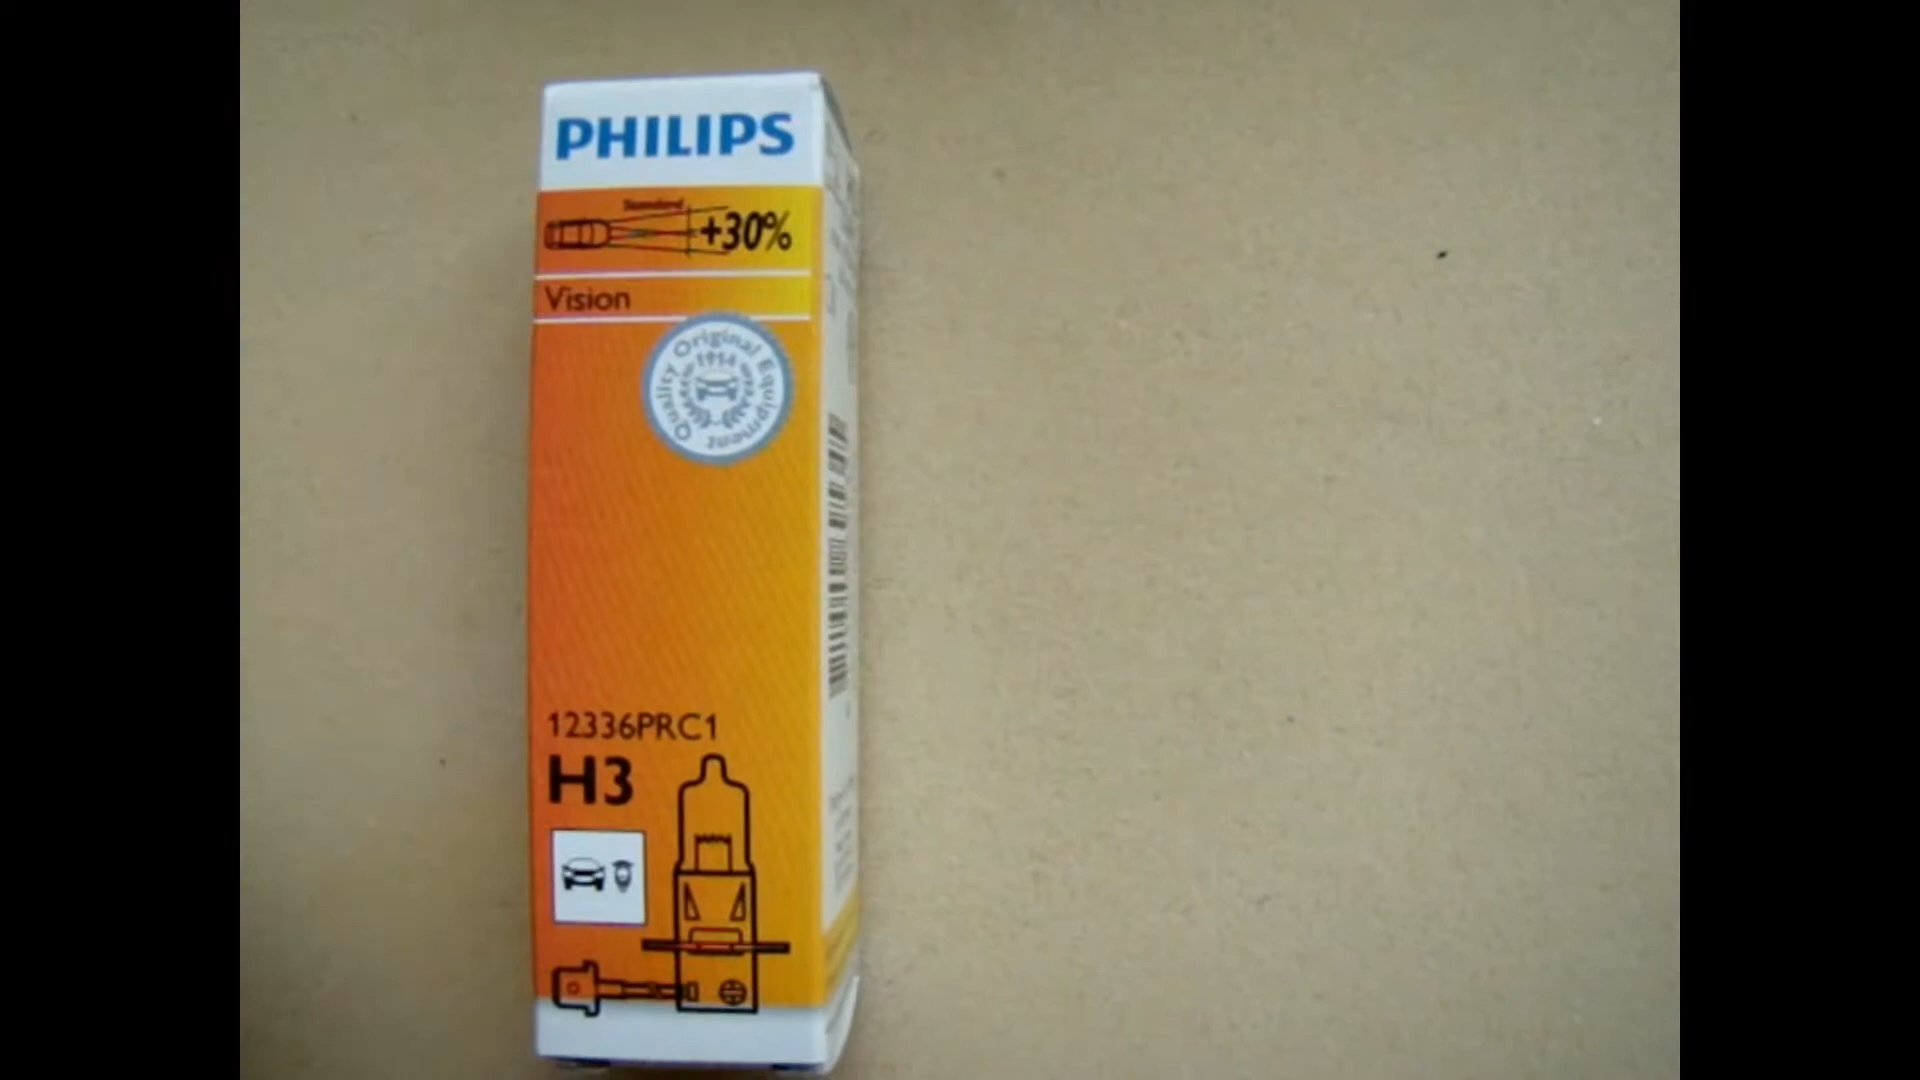 PHILIPS
Standard
+30%
Vision
Quality Original Equipment
1914
12336PRC1
H3